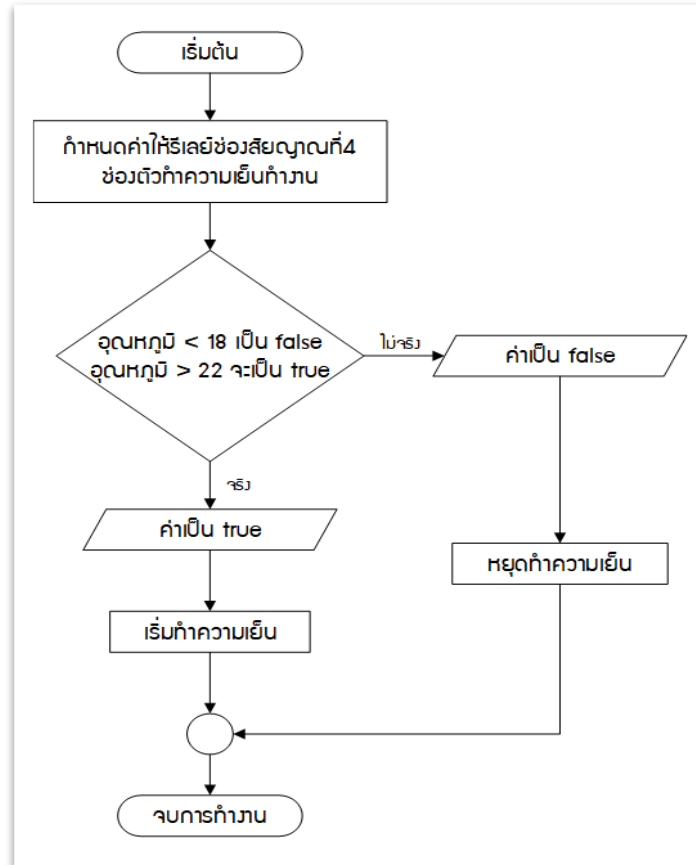 เริ่มต้น
กำหนดค่าให้รีเลย์ช่องสัญญาณที่4
ช่องตัวทำความเย็นทำงาน
อุณหภูมิ < 18 เป็น false
อุณหภูมิ > 22 จะเป็น true
ไม่จริง
ค่าเป็น false
จริง
ค่าเป็น true
หยุดทำความเย็น
เริ่มทำความเย็น
จบการทำงาน